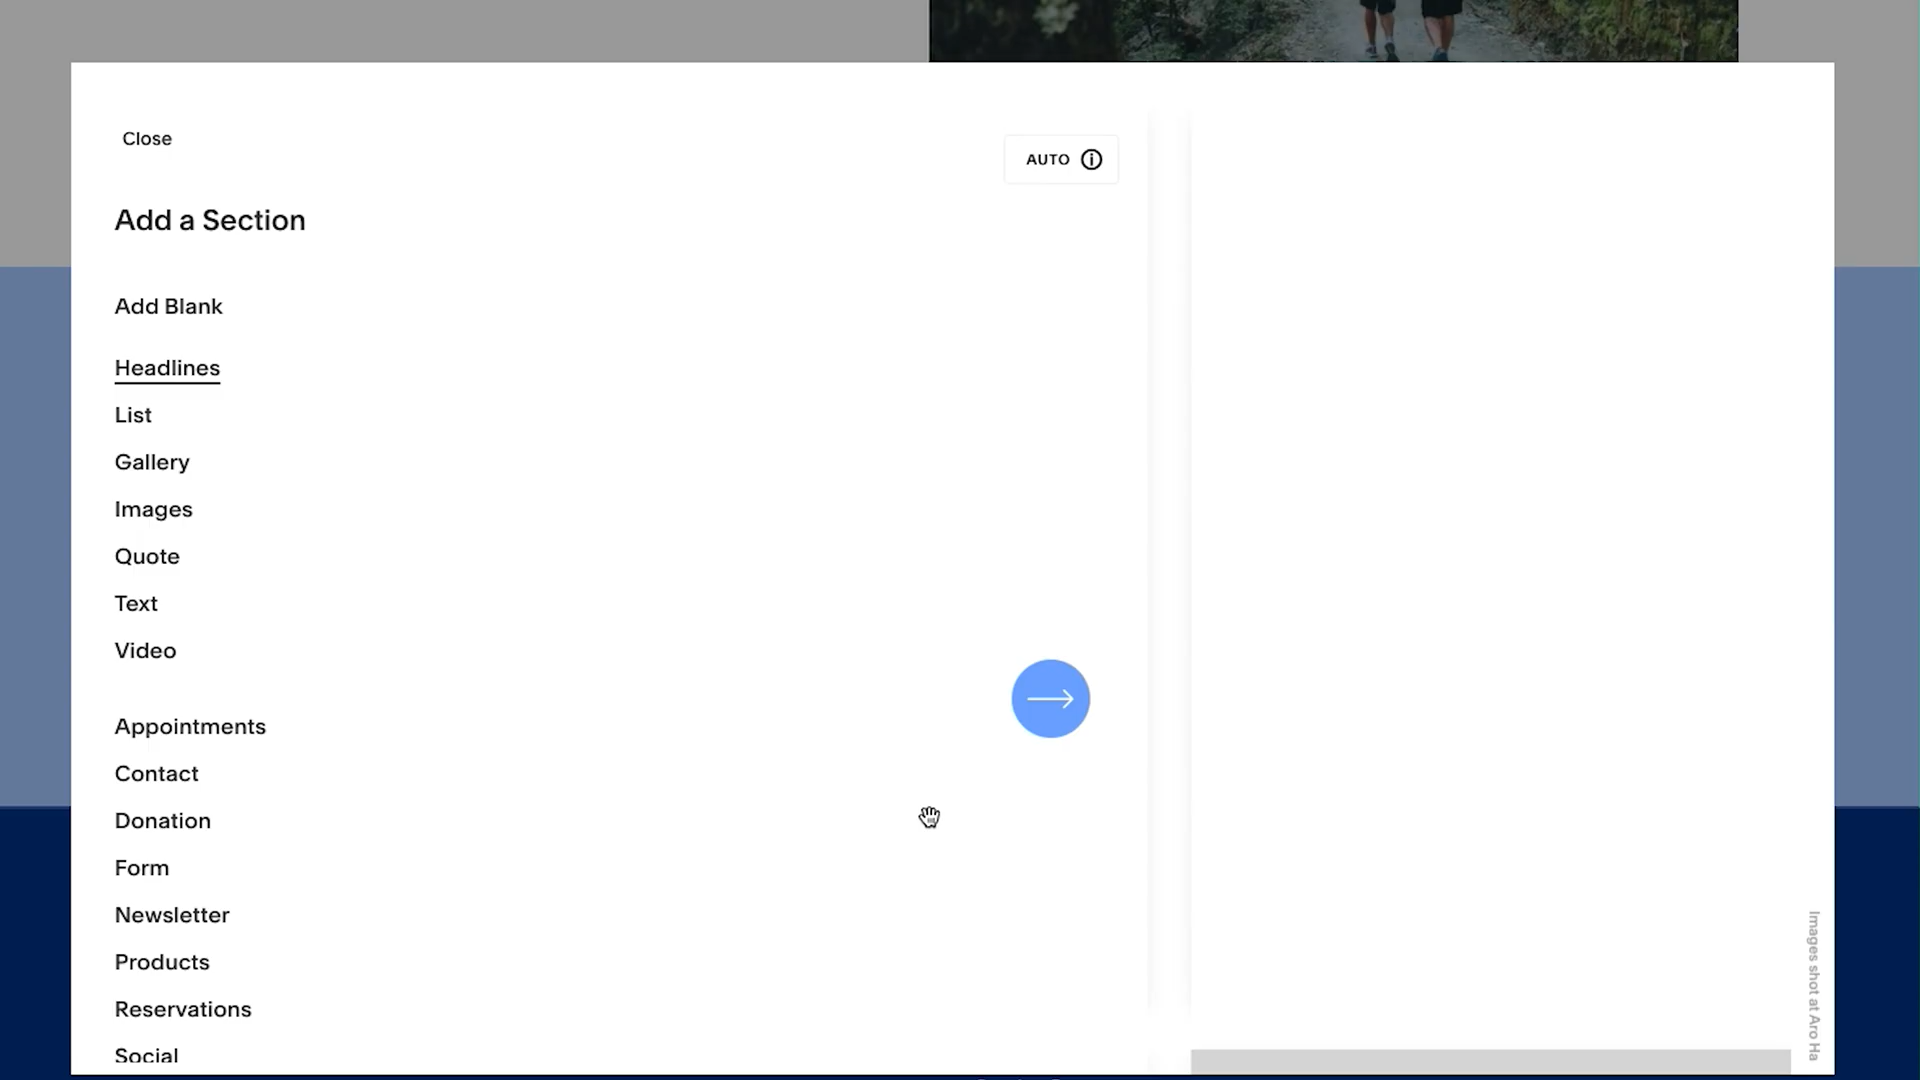 Close
AUTO
Add a Section
Add Blank
Headlines
List
Gallery
Images
Quote
Text
Video
Appointments
Contact
Donation
Form
Newsletter
Products
Reservations
Social
Images shot at Aro Ha